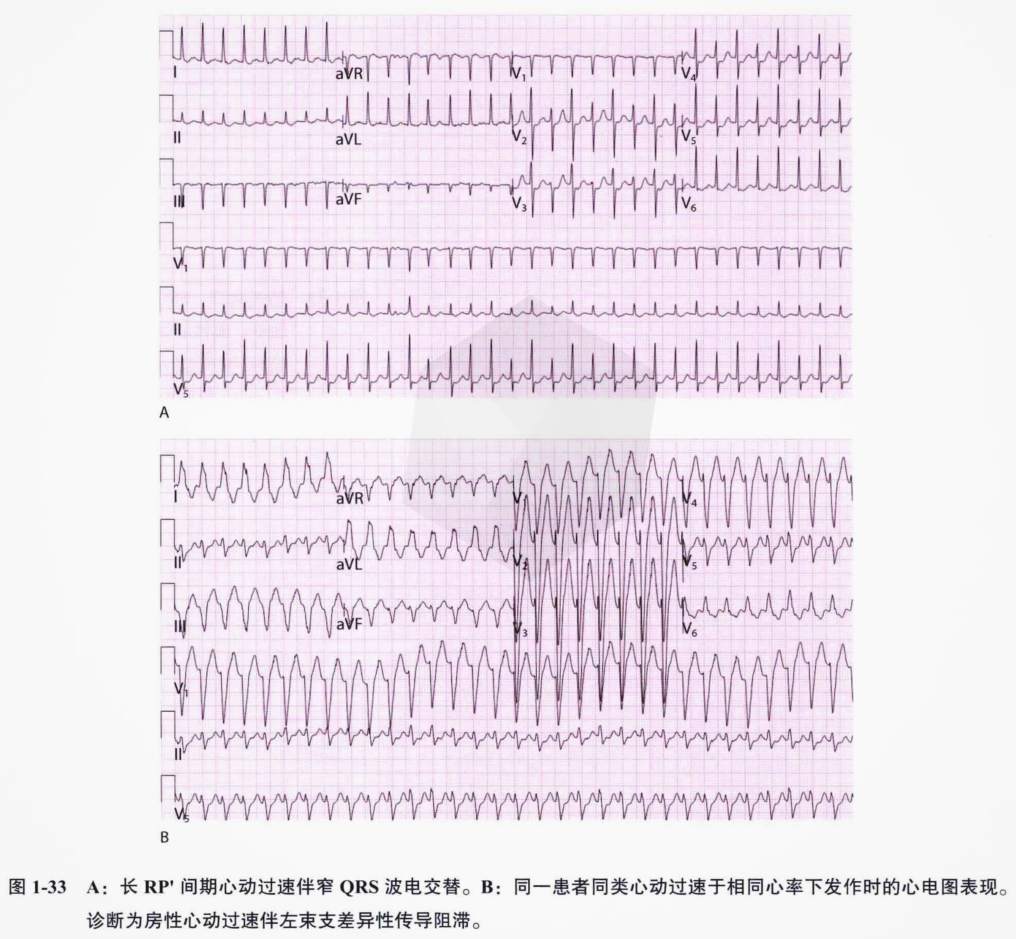 I aVR V₁ V₄
II aVL V₂ V₅
III aVF V₃ V₆
V₁
II
V₅
A
I aVR V₁ V₄
II aVL V₂ V₅
III aVF V₃ V₆
V₁
II
V₅
B
图 1-33 A：长 RP' 间期心动过速伴窄 QRS 波电交替。B：同一患者同类心动过速于相同心率下发作时的心电图表现。
诊断为房性心动过速伴左束支差异性传导阻滞。